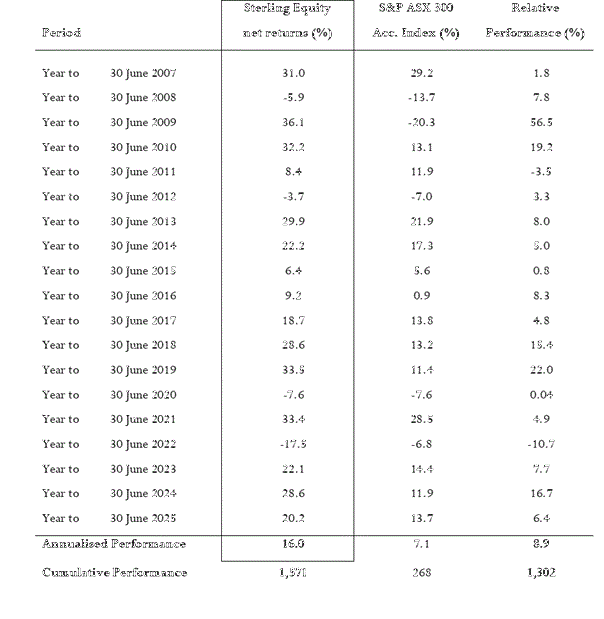 Sterling Equity S&P ASX 300 Relative
Period net returns (%) Acc. Index (%) Performance (%)
Year to 30 June 2007 31.0 29.2 1.8
Year to 30 June 2008 -5.9 -13.7 7.8
Year to 30 June 2009 36.1 -20.3 56.5
Year to 30 June 2010 32.2 13.1 19.2
Year to 30 June 2011 8.4 11.9 -3.5
Year to 30 June 2012 -3.7 -7.0 3.3
Year to 30 June 2013 29.9 21.9 8.0
Year to 30 June 2014 22.2 17.3 5.0
Year to 30 June 2015 6.4 5.6 0.8
Year to 30 June 2016 9.2 0.9 8.3
Year to 30 June 2017 18.7 13.8 4.8
Year to 30 June 2018 28.6 13.2 15.4
Year to 30 June 2019 33.5 11.4 22.0
Year to 30 June 2020 -7.6 -7.6 0.04
Year to 30 June 2021 33.4 28.5 4.9
Year to 30 June 2022 -17.5 -6.8 -10.7
Year to 30 June 2023 22.1 14.4 7.7
Year to 30 June 2024 28.6 11.9 16.7
Year to 30 June 2025 20.2 13.7 6.4
Annualised Performance 16.0 7.1 8.9
Cumulative Performance 1,571 268 1,302